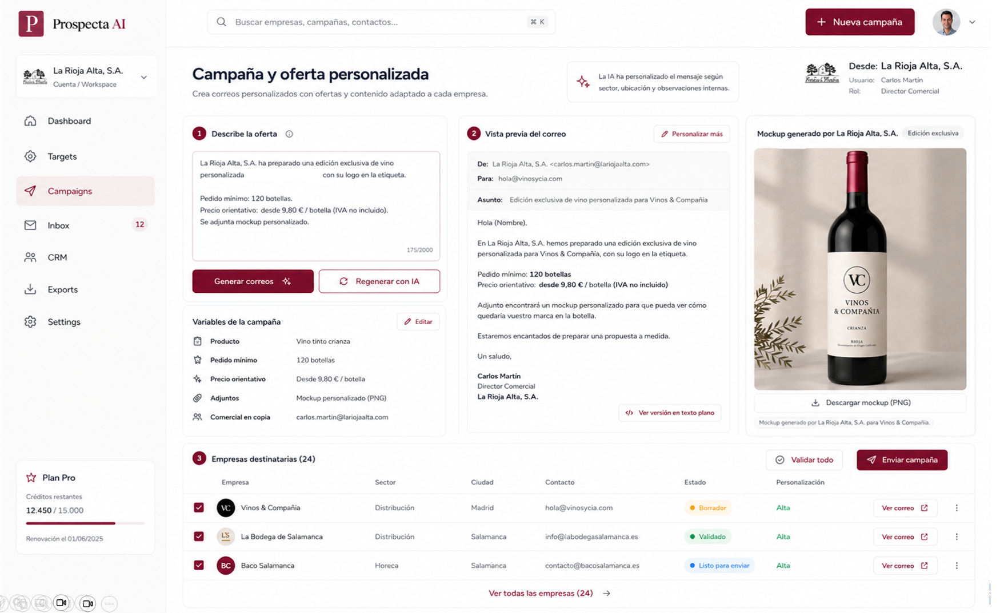 P Prospecta AI
Buscar empresas, campañas, contactos...
⌘ K
+ Nueva campaña
La Rioja Alta, S.A.
Cuenta / Workspace
Dashboard
Targets
Campaigns
Inbox
12
CRM
Exports
Settings
Plan Pro
Créditos restantes
12.450 / 15.000
Renovación el 01/06/2025
Campaña y oferta personalizada
Crea correos personalizados con ofertas y contenido adaptado a cada empresa.
La IA ha personalizado el mensaje según
sector, ubicación y observaciones internas.
Desde: La Rioja Alta, S.A.
Usuario: Carlos Martín
Rol: Director Comercial
1 Describe la oferta
La Rioja Alta, S.A. ha preparado una edición exclusiva de vino
personalizada con su logo en la etiqueta.
Pedido mínimo: 120 botellas.
Precio orientativo: desde 9,80 € / botella (IVA no incluido).
Se adjunta mockup personalizado.
175/2000
Generar correos
Regenerar con IA
Variables de la campaña
Editar
Producto Vino tinto crianza
Pedido mínimo 120 botellas
Precio orientativo Desde 9,80 € / botella
Adjuntos Mockup personalizado (PNG)
Comercial en copia carlos.martin@lariojaalta.com
2 Vista previa del correo
Personalizar más
De: La Rioja Alta, S.A. <carlos.martin@lariojaalta.com>
Para: hola@vinosycia.com
Asunto: Edición exclusiva de vino personalizada para Vinos & Compañia
Hola (Nombre),
En La Rioja Alta, S.A. hemos preparado una edición exclusiva de vino
personalizada para Vinos & Compañía, con su logo en la etiqueta.
Pedido mínimo: 120 botellas
Precio orientativo: desde 9,80 € / botella (IVA no incluido)
Adjunto encontrará un mockup personalizado para que pueda ver cómo
quedaría vuestro marca en la botella.
Estaremos encantados de preparar una propuesta a medida.
Un saludo,
Carlos Martín
Director Comercial
La Rioja Alta, S.A.
</> Ver versión en texto plano
Mockup generado por La Rioja Alta, S.A.
Edición exclusiva
VC
VINOS
& COMPAÑIA
CRIANZA
RIOJA
Denominación de Origen Calificada
Descargar mockup (PNG)
Mockup generado por La Rioja Alta, S.A. para Vinos & Compañia.
3 Empresas destinatarias (24)
Validar todo
Enviar campaña
Empresa Sector Ciudad Contacto Estado Personalización
VC Vinos & Compañia Distribución Madrid hola@vinosycia.com Borrador Alta Ver correo
L'S La Bodega de Salamanca Distribución Salamanca info@labodegasalamanca.es Validado Alta Ver correo
BC Baco Salamanca Horeca Salamanca contacto@bacosalamanca.es Listo para enviar Alta Ver correo
Ver todas las empresas (24) →